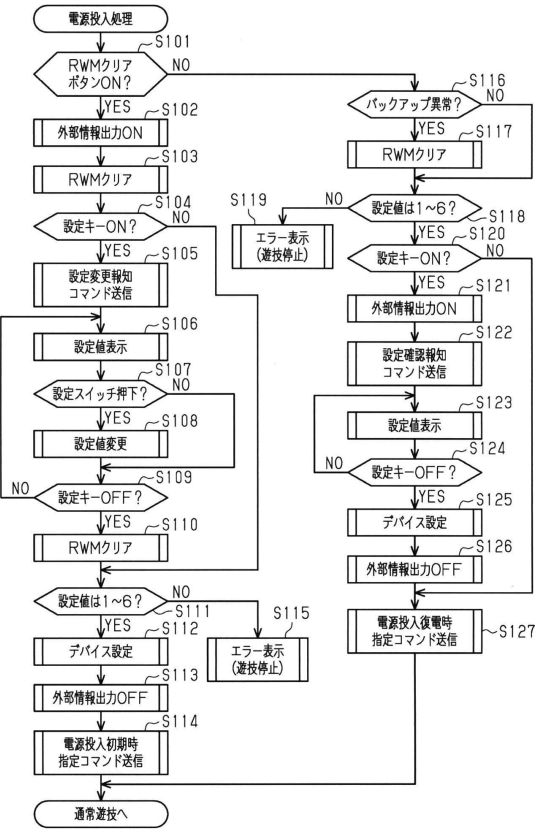 電源投入処理
S101
RWMクリア
ボタンON?
NO
YES
S102
外部情報出力ON
S103
RWMクリア
S104
設定キーON?
NO
YES
S105
設定変更報知
コマンド送信
S106
設定値表示
S107
設定スイッチ押下?
NO
YES
S108
設定値変更
S109
設定キーOFF?
NO
YES
S110
RWMクリア
設定値は1~6?
NO
S111
YES
S112
デバイス設定
S113
外部情報出力OFF
S114
電源投入初期時
指定コマンド送信
通常遊技へ
S115
エラー表示
(遊技停止)
S116
バックアップ異常?
NO
YES
S117
RWMクリア
設定値は1~6?
NO
S118
YES
S119
エラー表示
(遊技停止)
S120
設定キーON?
NO
YES
S121
外部情報出力ON
S122
設定確認報知
コマンド送信
S123
設定値表示
S124
設定キーOFF?
NO
YES
S125
デバイス設定
S126
外部情報出力OFF
電源投入復電時
指定コマンド送信
S127